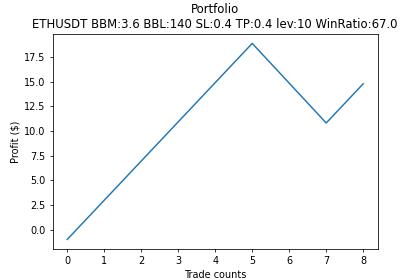 Portfolio
ETHUSDT BBM:3.6 BBL:140 SL:0.4 TP:0.4 lev:10 WinRatio:67.0
17.5
15.0
12.5
10.0
7.5
5.0
2.5
0.0
Profit ($)
0 1 2 3 4 5 6 7 8
Trade counts